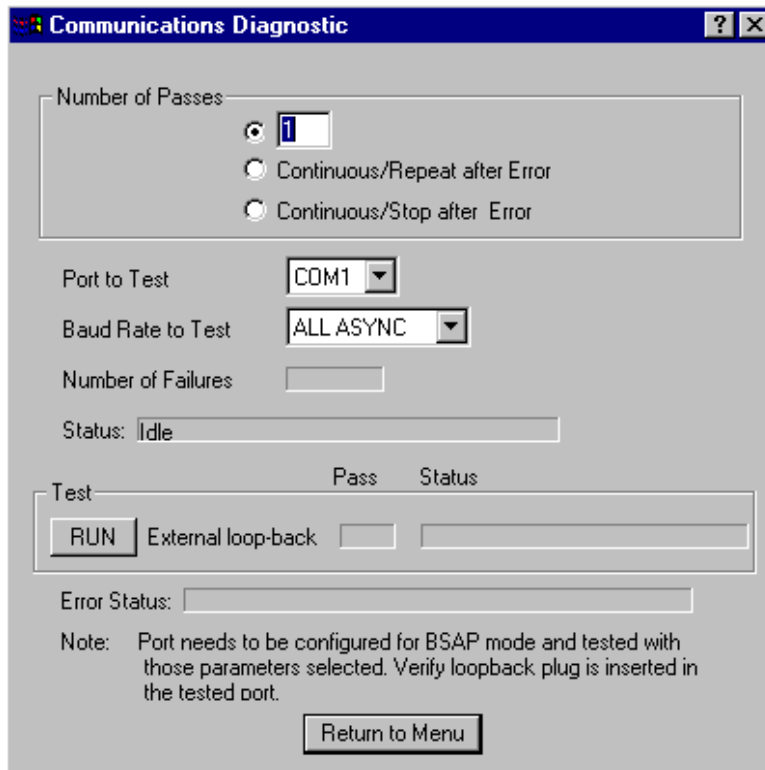 Communications Diagnostic
Number of Passes
1
Continuous/Repeat after Error
Continuous/Stop after Error
Port to Test COM1
Baud Rate to Test ALL ASYNC
Number of Failures
Status: Idle
Pass Status
Test
RUN External loop-back
Error Status:
Note: Port needs to be configured for BSAP mode and tested with
those parameters selected. Verify loopback plug is inserted in
the tested port.
Return to Menu